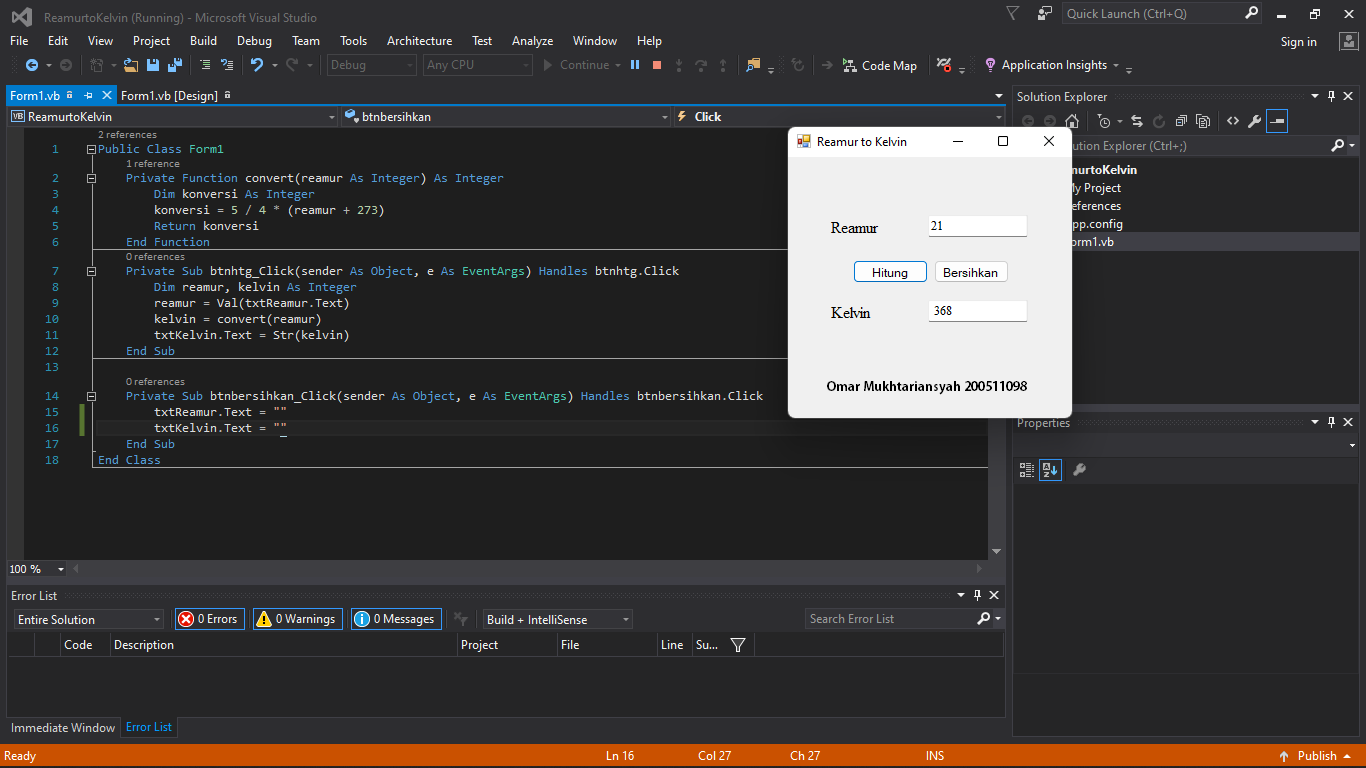 ReamurtoKelvin (Running) - Microsoft Visual Studio
Quick Launch (Ctrl+Q)
File Edit View Project Build Debug Team Tools Architecture Test Analyze Window Help
Sign in
Debug Any CPU Continue Code Map Application Insights
Form1.vb Form1.vb [Design]
VB ReamurtoKelvin btnbersihkan Click
2 references
1 Public Class Form1
1 reference
2 Private Function convert(reamur As Integer) As Integer
3 Dim konversi As Integer
4 konversi = 5 / 4 * (reamur + 273)
5 Return konversi
6 End Function
0 references
7 Private Sub btnhtg_Click(sender As Object, e As EventArgs) Handles btnhtg.Click
8 Dim reamur, kelvin As Integer
9 reamur = Val(txtReamur.Text)
10 kelvin = convert(reamur)
11 txtKelvin.Text = Str(kelvin)
12 End Sub
13
0 references
14 Private Sub btnbersihkan_Click(sender As Object, e As EventArgs) Handles btnbersihkan.Click
15 txtReamur.Text = ""
16 txtKelvin.Text = ""
17 End Sub
18 End Class
100 %
Reamur to Kelvin
Reamur 21
Hitung Bersihkan
Kelvin 368
Omar Mukhtariansyah 200511098
Solution Explorer
Solution Explorer (Ctrl+;)
murtoKelvin
My Project
eferences
pp.config
orm1.vb
Properties
Error List
Entire Solution 0 Errors 0 Warnings 0 Messages Build + IntelliSense Search Error List
Code Description Project File Line Su...
Immediate Window Error List
Ready Ln 16 Col 27 Ch 27 INS Publish